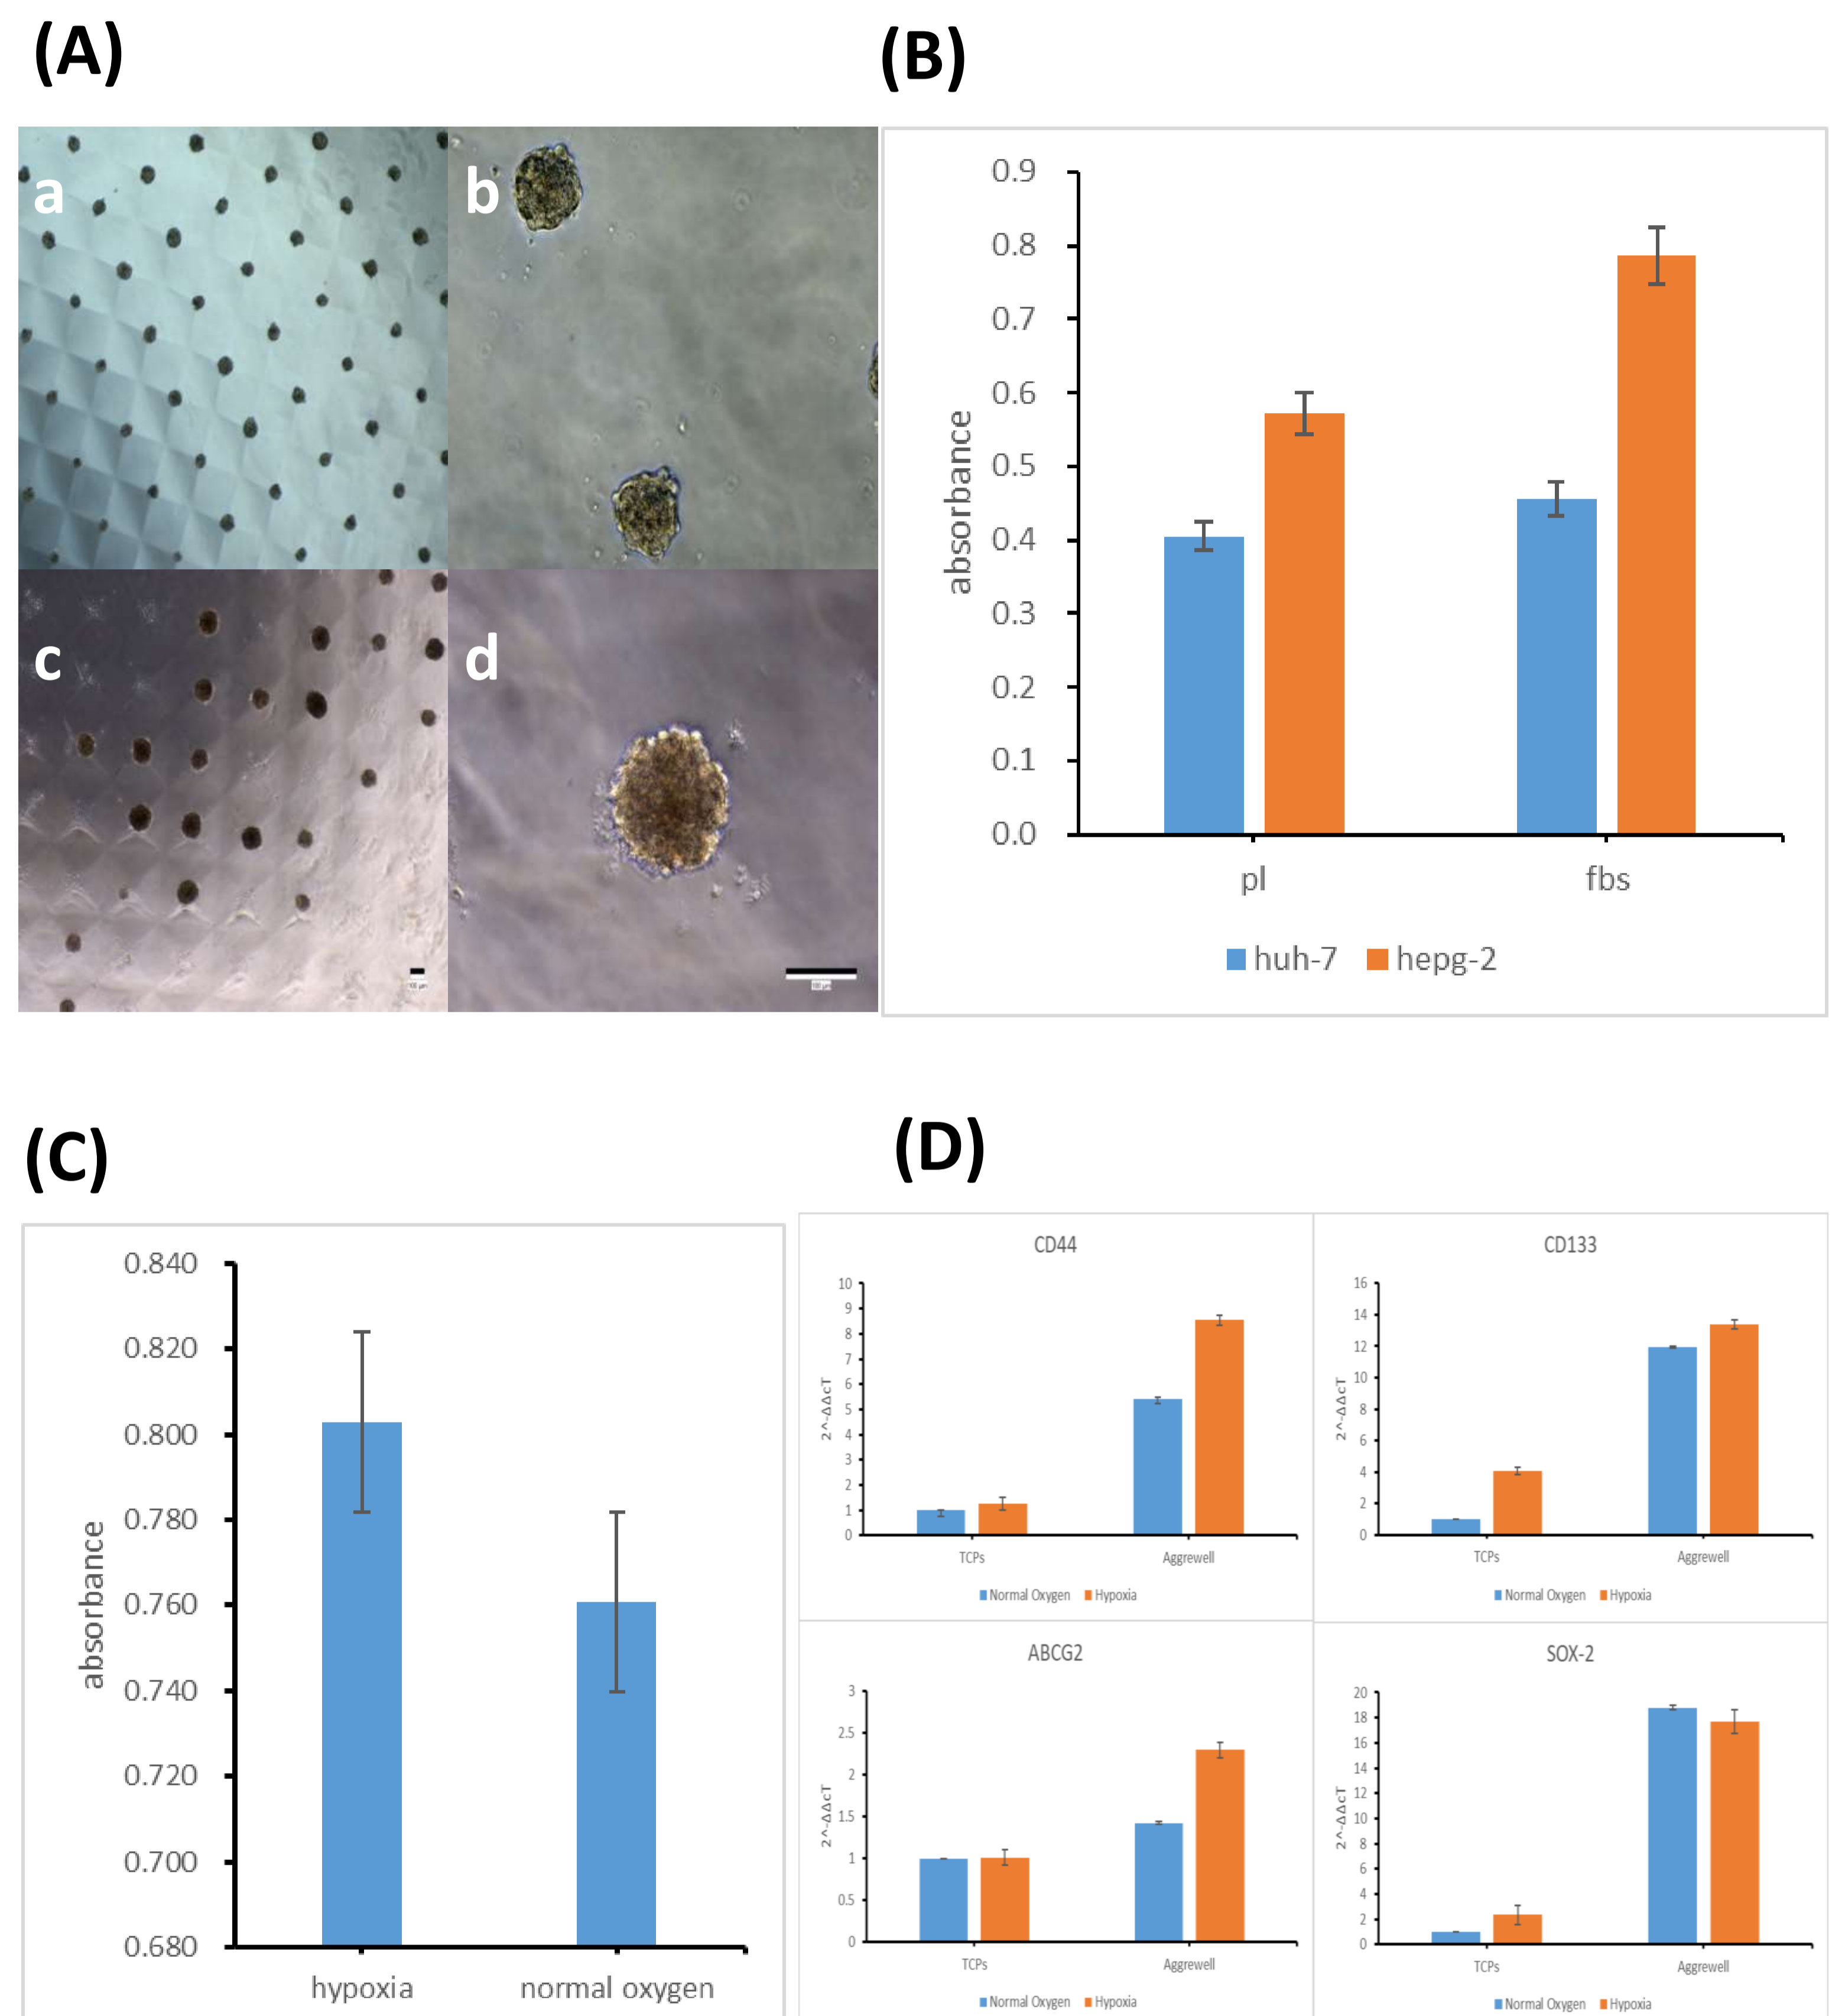 (A)
a
b
c
d
100 µm
100 µm
(B)
0.9
0.8
0.7
0.6
0.5
0.4
0.3
0.2
0.1
0.0
absorbance
pl
fbs
huh-7
hepg-2
(C)
0.840
0.820
0.800
0.780
0.760
0.740
0.720
0.700
0.680
absorbance
hypoxia
normal oxygen
(D)
CD44
10
9
8
7
6
5
4
3
2
1
0
2^-ΔΔcT
TCPs
Aggrewell
Normal Oxygen
Hypoxia
CD133
16
14
12
10
8
6
4
2
0
2^-ΔΔcT
TCPs
Aggrewell
Normal Oxygen
Hypoxia
ABCG2
3
2.5
2
1.5
1
0.5
0
2^-ΔΔcT
TCPs
Aggrewell
Normal Oxygen
Hypoxia
SOX-2
20
18
16
14
12
10
8
6
4
2
0
2^-ΔΔcT
TCPs
Aggrewell
Normal Oxygen
Hypoxia